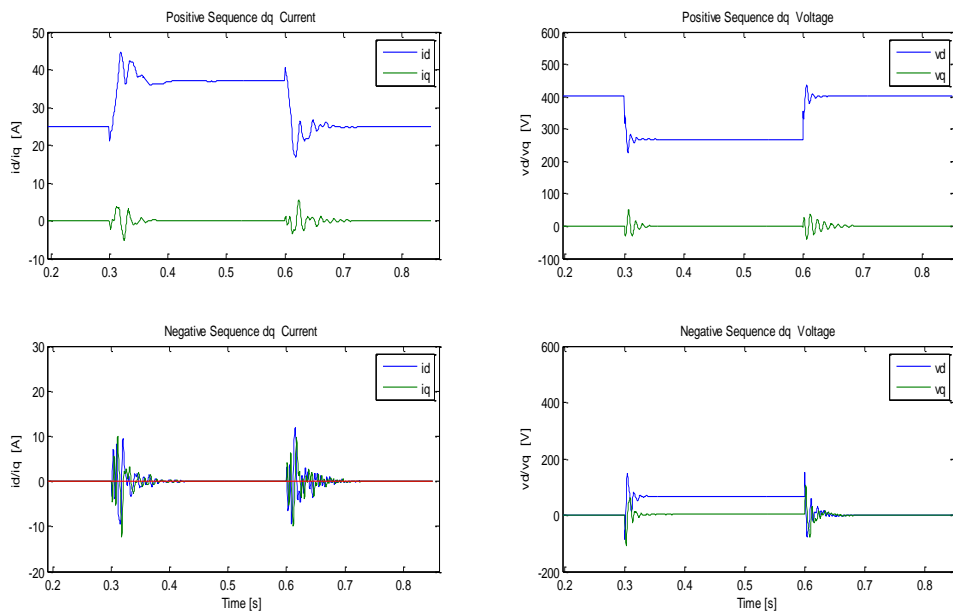 Positive Sequence dq Current
50
40
30
20
10
0
-10
id/iq [A]
id
iq
0.2 0.3 0.4 0.5 0.6 0.7 0.8
Positive Sequence dq Voltage
600
500
400
300
200
100
0
-100
vd/vq [V]
vd
vq
0.2 0.3 0.4 0.5 0.6 0.7 0.8
Negative Sequence dq Current
30
20
10
0
-10
-20
id/iq [A]
id
iq
0.2 0.3 0.4 0.5 0.6 0.7 0.8
Time [s]
Negative Sequence dq Voltage
600
400
200
0
-200
vd/vq [V]
vd
vq
0.2 0.3 0.4 0.5 0.6 0.7 0.8
Time [s]